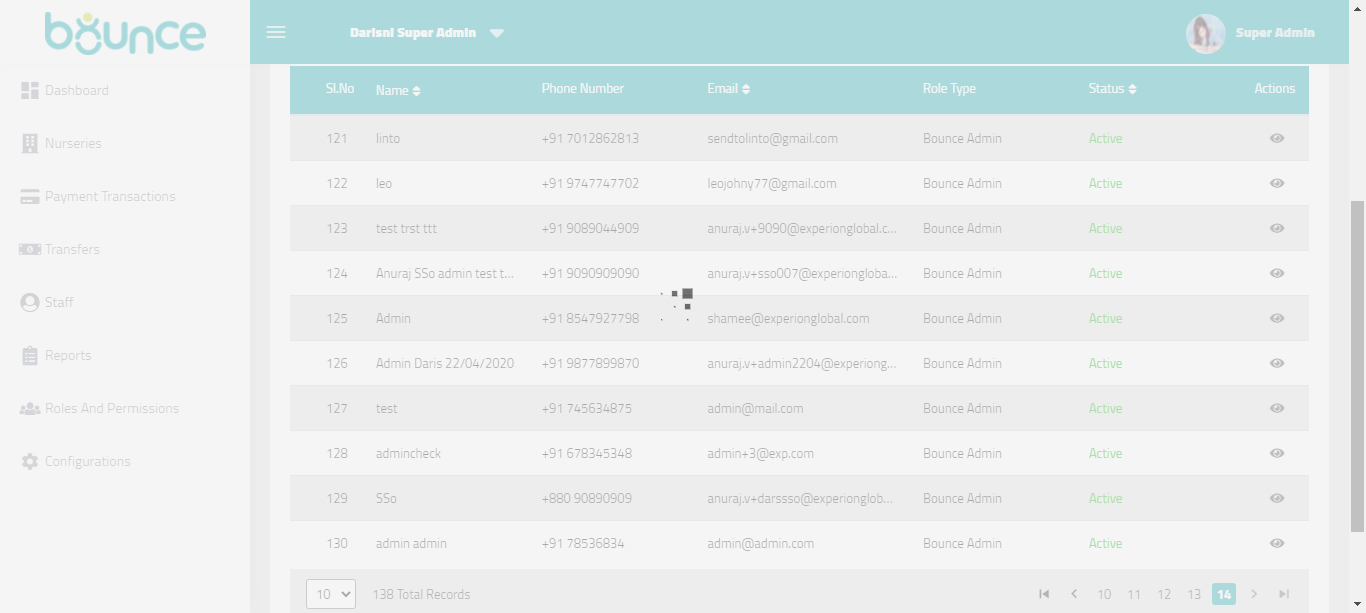 bounce
Darisni Super Admin
Super Admin
Dashboard
Nurseries
Payment Transactions
Transfers
Staff
Reports
Roles And Permissions
Configurations
Sl.No Name Phone Number Email Role Type Status Actions
121 linto +91 7012862813 sendtolinto@gmail.com Bounce Admin Active
122 leo +91 9747747702 leojohny77@gmail.com Bounce Admin Active
123 test trst ttt +91 9089044909 anuraj.v+9090@experionglobal.c... Bounce Admin Active
124 Anuraj SSo admin test t... +91 9090909090 anuraj.v+sso007@experiongloba... Bounce Admin Active
125 Admin +91 8547927798 shamee@experionglobal.com Bounce Admin Active
126 Admin Daris 22/04/2020 +91 9877899870 anuraj.v+admin2204@experiong... Bounce Admin Active
127 test +91 745634875 admin@mail.com Bounce Admin Active
128 admincheck +91 678345348 admin+3@exp.com Bounce Admin Active
129 SSo +880 90890909 anuraj.v+darssso@experionglob... Bounce Admin Active
130 admin admin +91 78536834 admin@admin.com Bounce Admin Active
10 138 Total Records 10 11 12 13 14